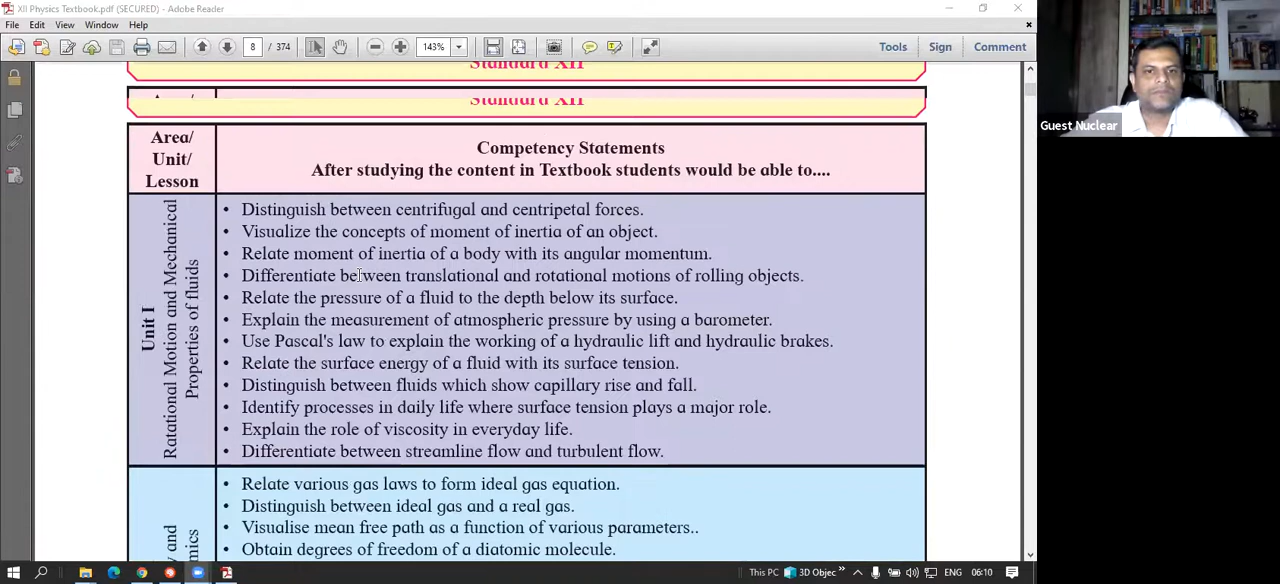 XII Physics Textbook.pdf (SECURED) - Adobe Reader
File Edit View Window Help
8 / 374 143% Tools Sign Comment
Standard XII
Standard XII
Area/
Unit/
Lesson
Competency Statements
After studying the content in Textbook students would be able to....
Unit I
Ratational Motion and Mechanical
Properties of fluids
• Distinguish between centrifugal and centripetal forces.
• Visualize the concepts of moment of inertia of an object.
• Relate moment of inertia of a body with its angular momentum.
• Differentiate between translational and rotational motions of rolling objects.
• Relate the pressure of a fluid to the depth below its surface.
• Explain the measurement of atmospheric pressure by using a barometer.
• Use Pascal's law to explain the working of a hydraulic lift and hydraulic brakes.
• Relate the surface energy of a fluid with its surface tension.
• Distinguish between fluids which show capillary rise and fall.
• Identify processes in daily life where surface tension plays a major role.
• Explain the role of viscosity in everyday life.
• Differentiate between streamline flow and turbulent flow.
• Relate various gas laws to form ideal gas equation.
• Distinguish between ideal gas and a real gas.
• Visualise mean free path as a function of various parameters..
• Obtain degrees of freedom of a diatomic molecule.
Guest Nuclear
This PC 3D Objec ENG 06:10